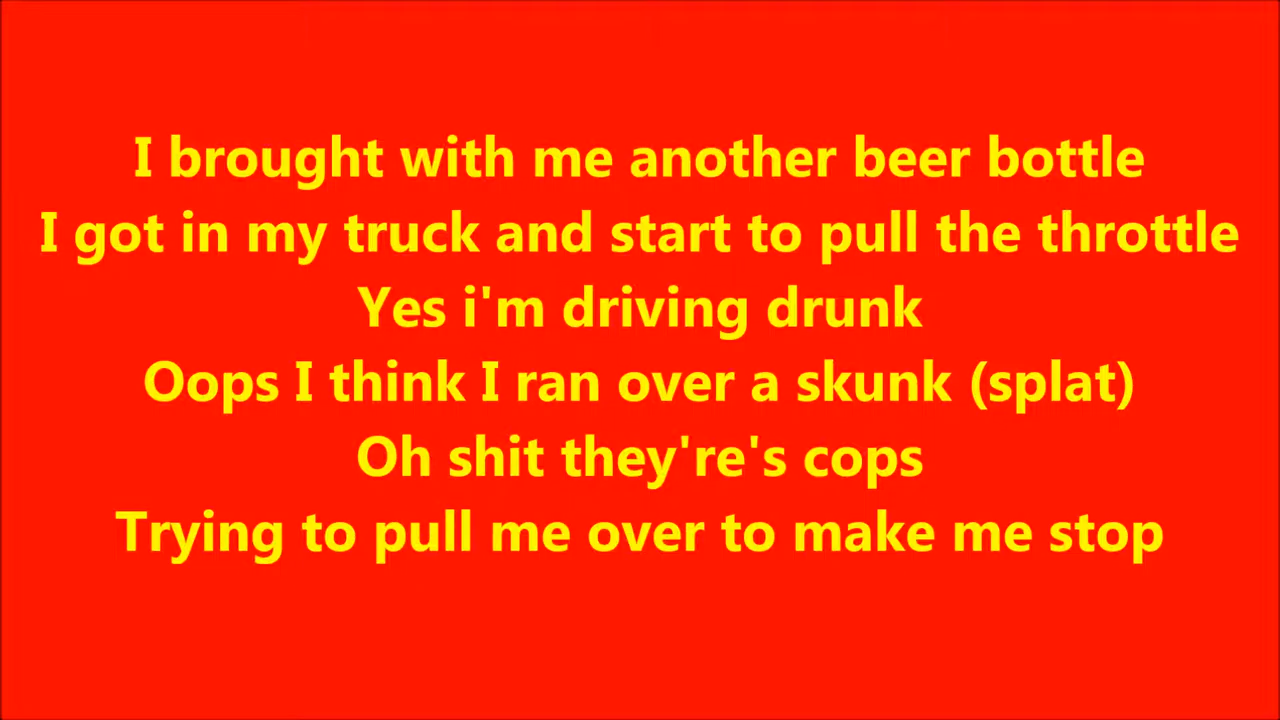 I brought with me another beer bottle
I got in my truck and start to pull the throttle
Yes i'm driving drunk
Oops I think I ran over a skunk (splat)
Oh shit they're's cops
Trying to pull me over to make me stop